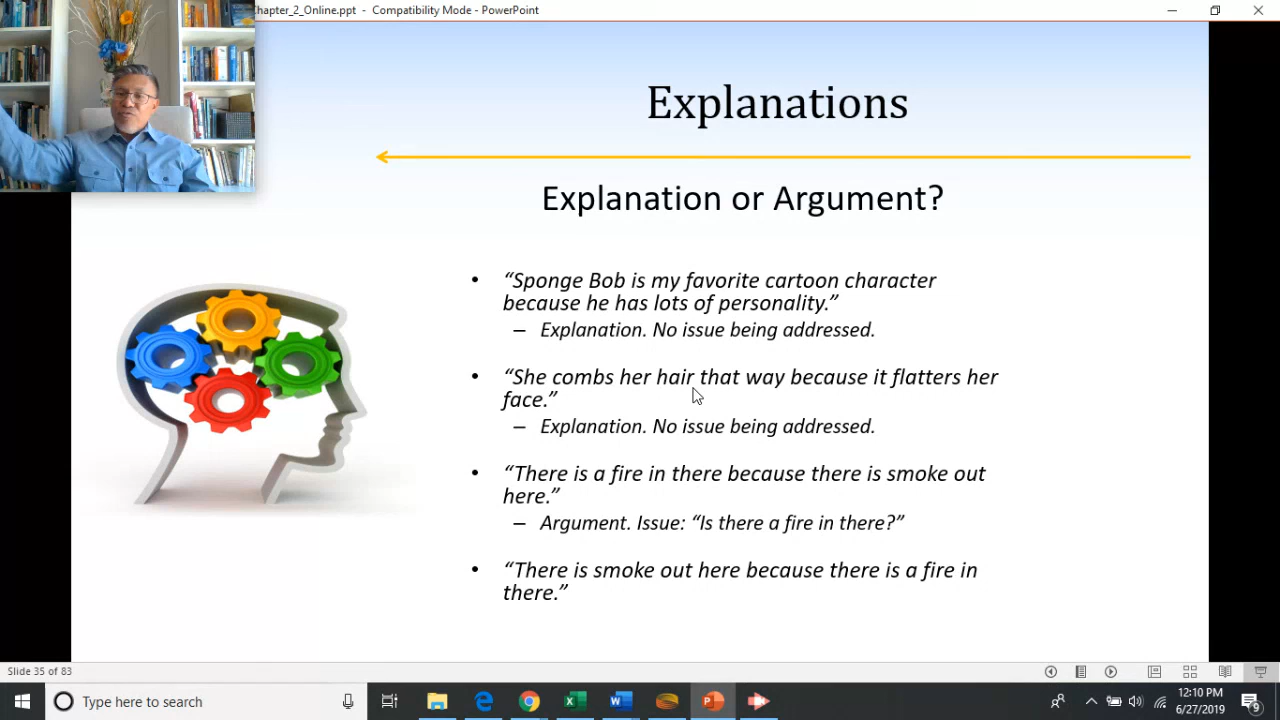 hapter_2_Online.ppt - Compatibility Mode - PowerPoint
Explanations
Explanation or Argument?
• “Sponge Bob is my favorite cartoon character
because he has lots of personality.”
– Explanation. No issue being addressed.
• “She combs her hair that way because it flatters her
face.”
– Explanation. No issue being addressed.
• “There is a fire in there because there is smoke out
here.”
– Argument. Issue: “Is there a fire in there?”
• “There is smoke out here because there is a fire in
there.”
Slide 35 of 83
Type here to search
12:10 PM
6/27/2019
9